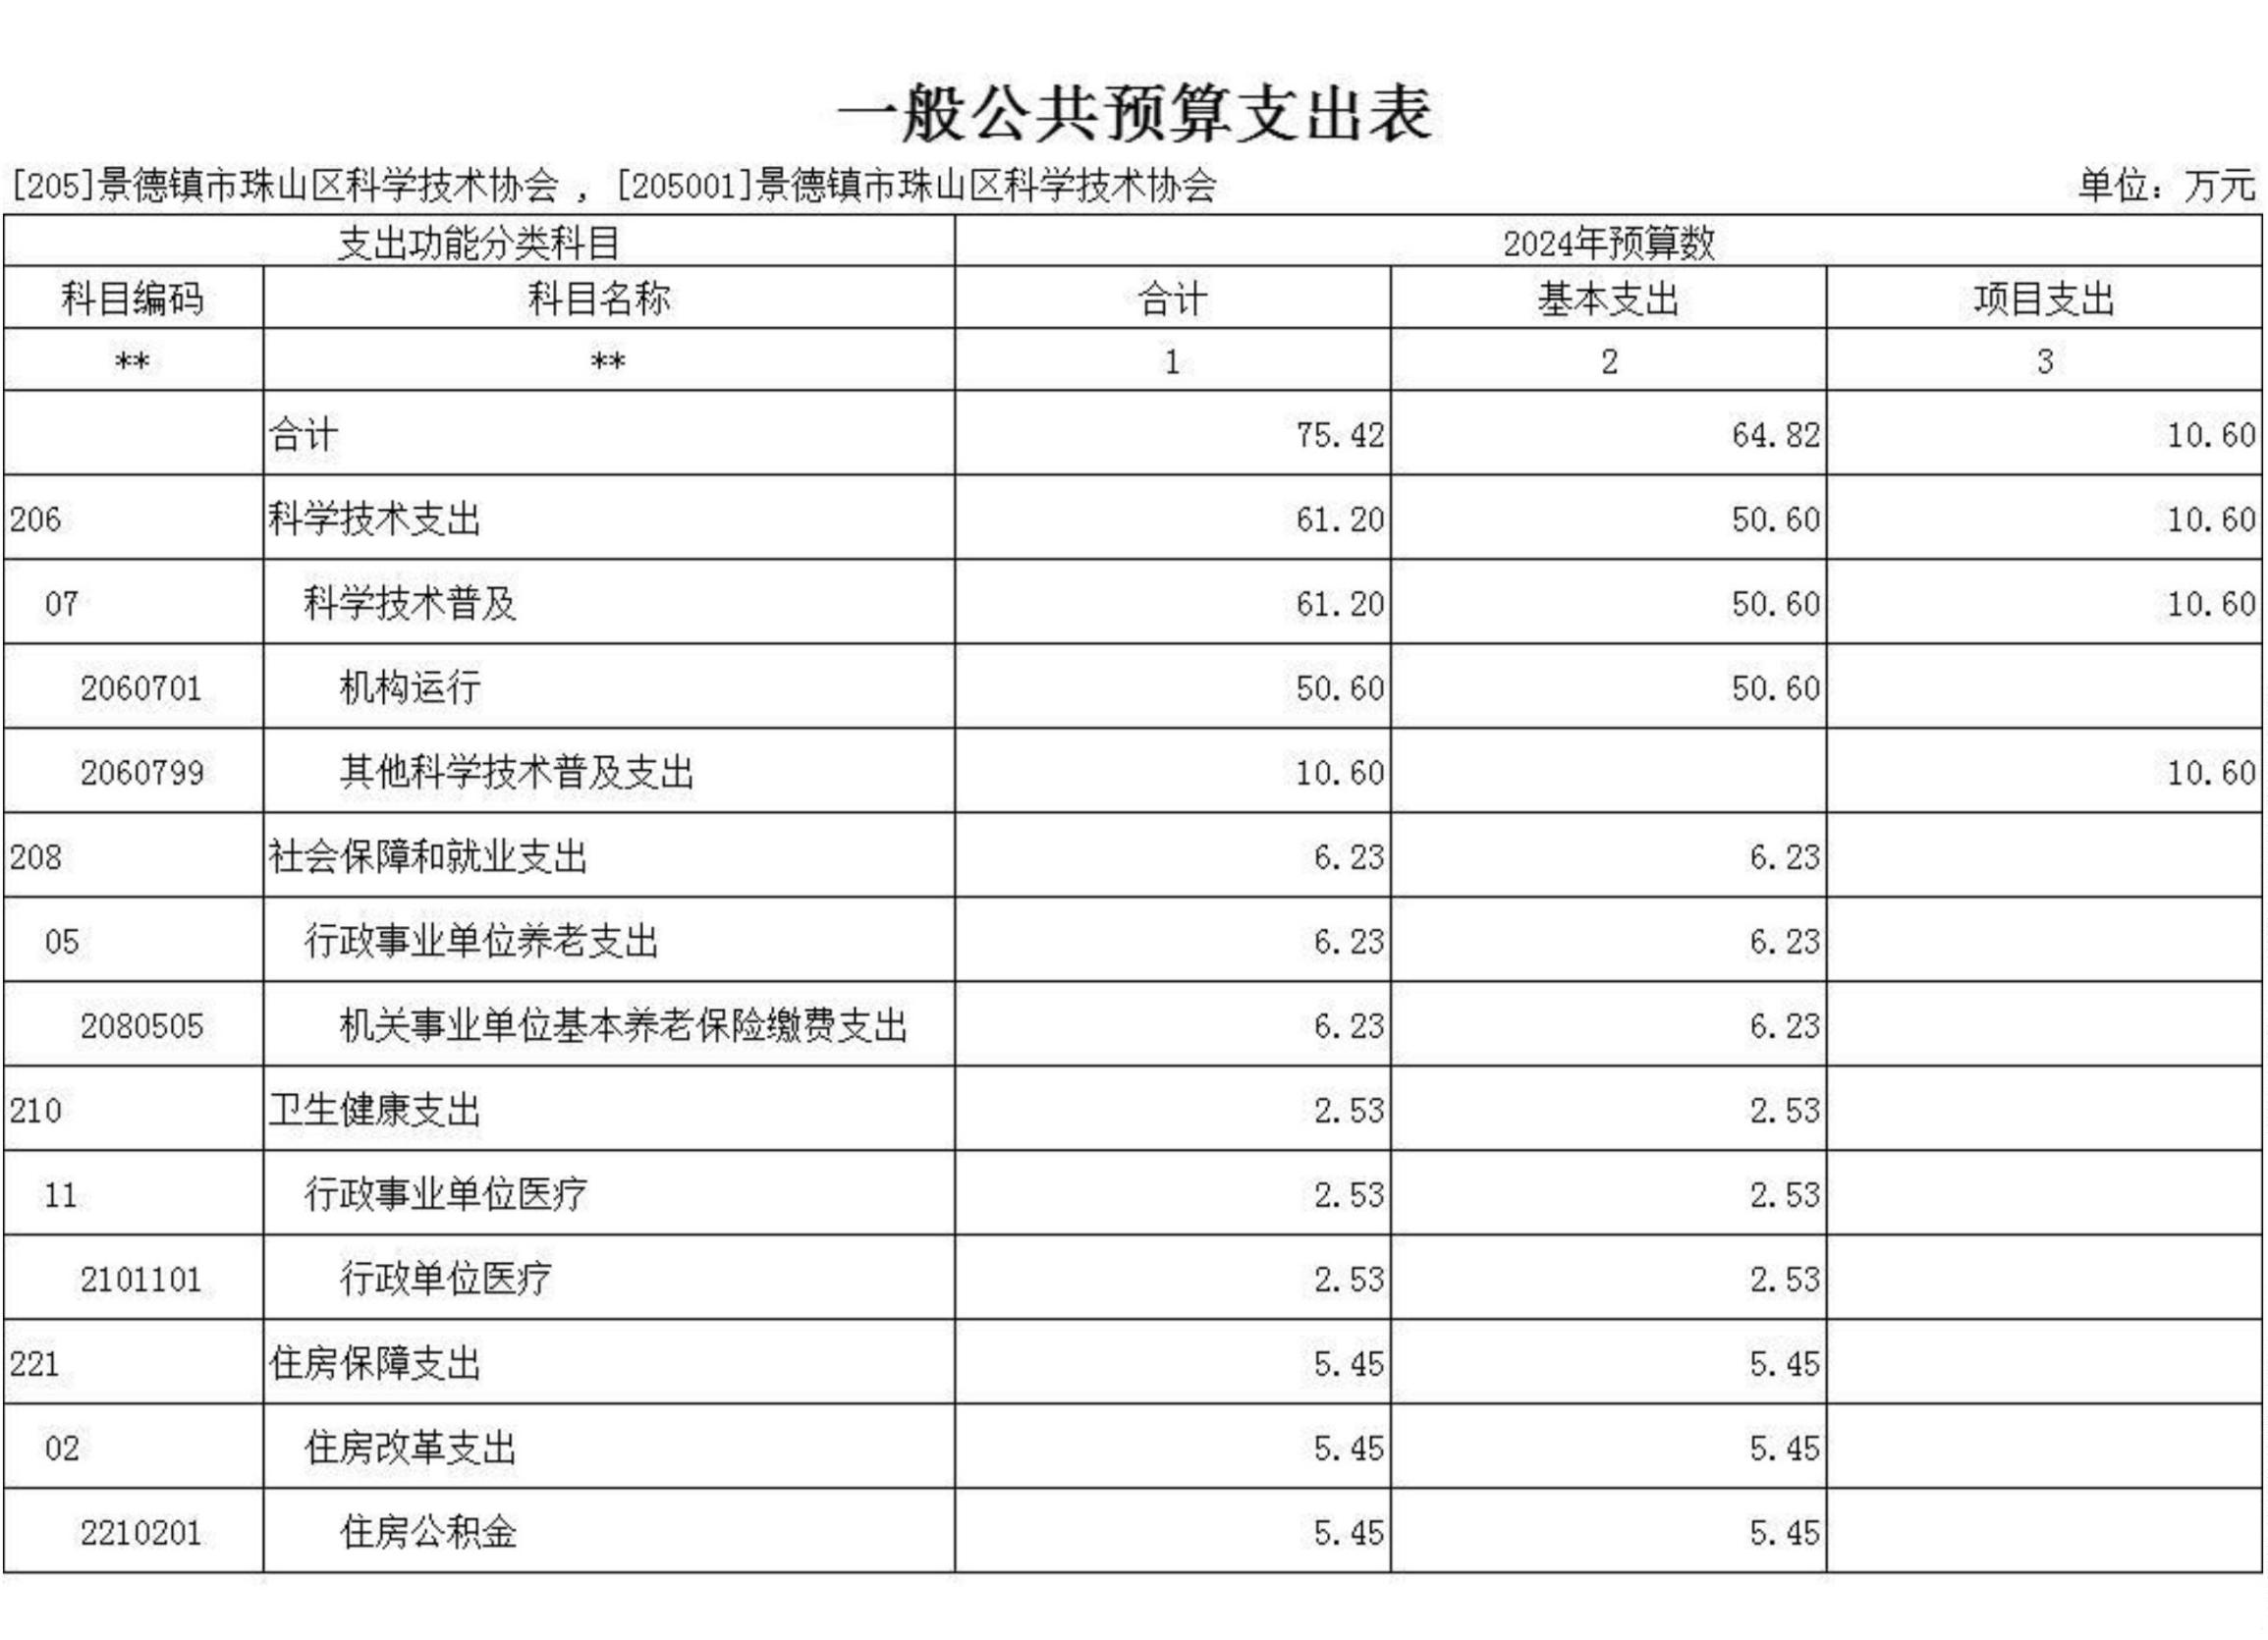 一般公共预算支出表
[205]景德镇市珠山区科学技术协会 , [205001]景德镇市珠山区科学技术协会 单位：万元
支出功能分类科目 2024年预算数
科目编码 科目名称 合计 基本支出 项目支出
** ** 1 2 3
合计 75.42 64.82 10.60
206 科学技术支出 61.20 50.60 10.60
07 科学技术普及 61.20 50.60 10.60
2060701 机构运行 50.60 50.60
2060799 其他科学技术普及支出 10.60 10.60
208 社会保障和就业支出 6.23 6.23
05 行政事业单位养老支出 6.23 6.23
2080505 机关事业单位基本养老保险缴费支出 6.23 6.23
210 卫生健康支出 2.53 2.53
11 行政事业单位医疗 2.53 2.53
2101101 行政单位医疗 2.53 2.53
221 住房保障支出 5.45 5.45
02 住房改革支出 5.45 5.45
2210201 住房公积金 5.45 5.45